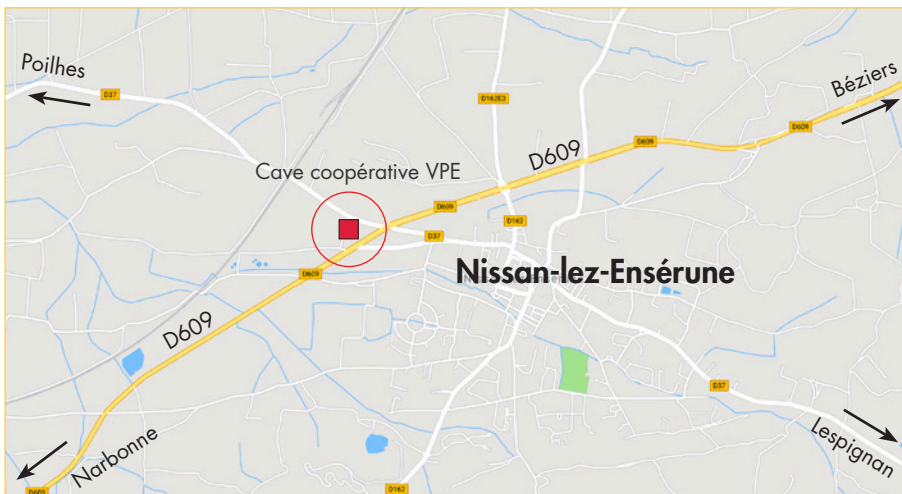 Poilhes
D37
Béziers
D162E3
D609
D609
D609
Cave coopérative VPE
D609
D162
D37
Nissan-lez-Ensérune
D609
D609
D37
Narbonne
Lespignan
D162
D609